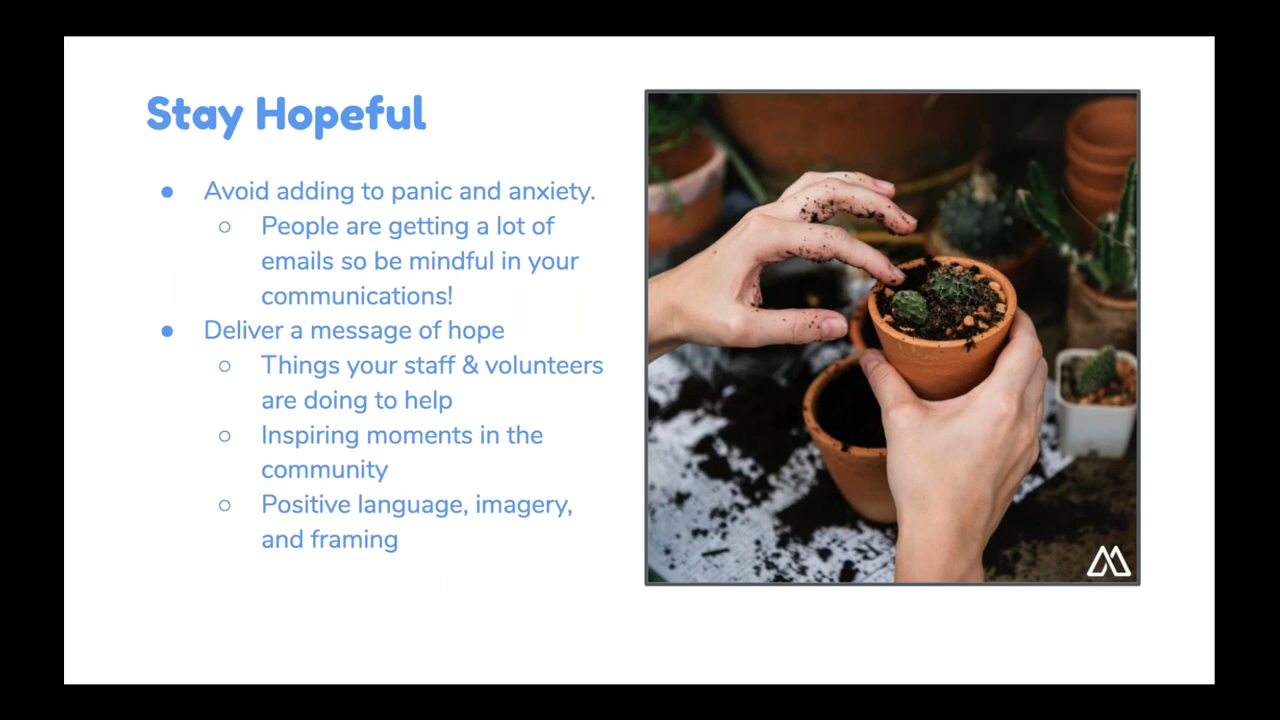 Stay Hopeful
● Avoid adding to panic and anxiety.
○ People are getting a lot of
emails so be mindful in your
communications!
● Deliver a message of hope
○ Things your staff & volunteers
are doing to help
○ Inspiring moments in the
community
○ Positive language, imagery,
and framing